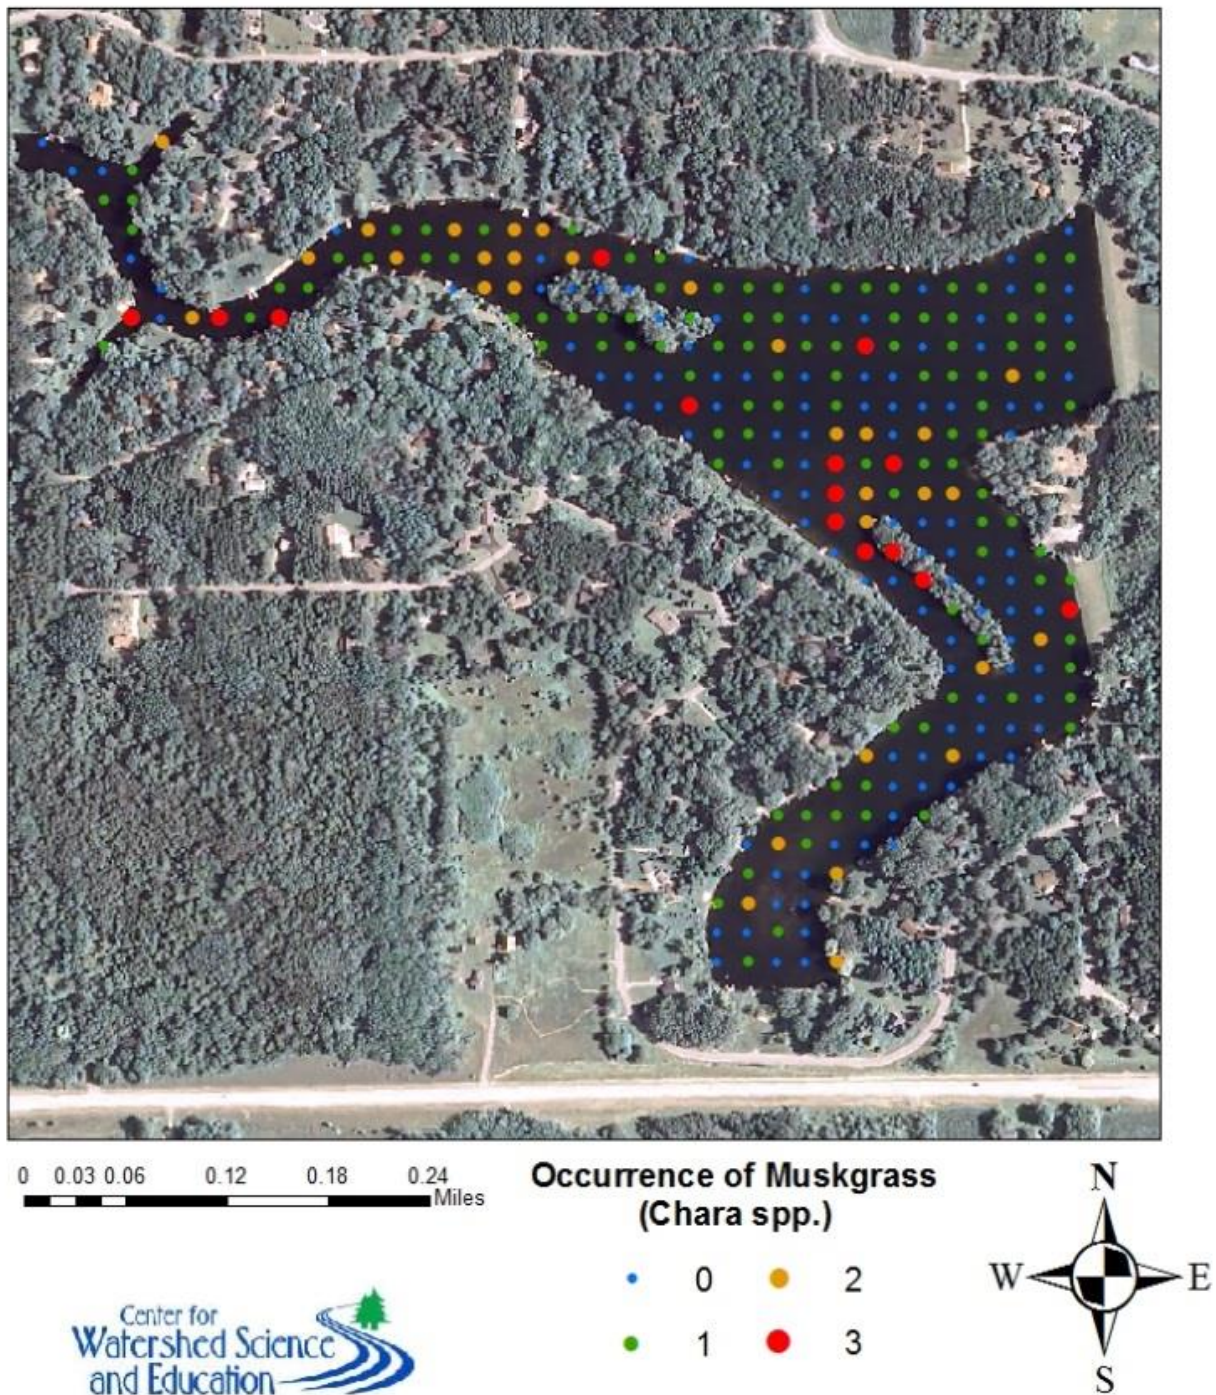 0 0.03 0.06 0.12 0.18 0.24
Miles
Occurrence of Muskgrass
(Chara spp.)
0 2
1 3
N
W E
S
Center for
Watershed Science
and Education